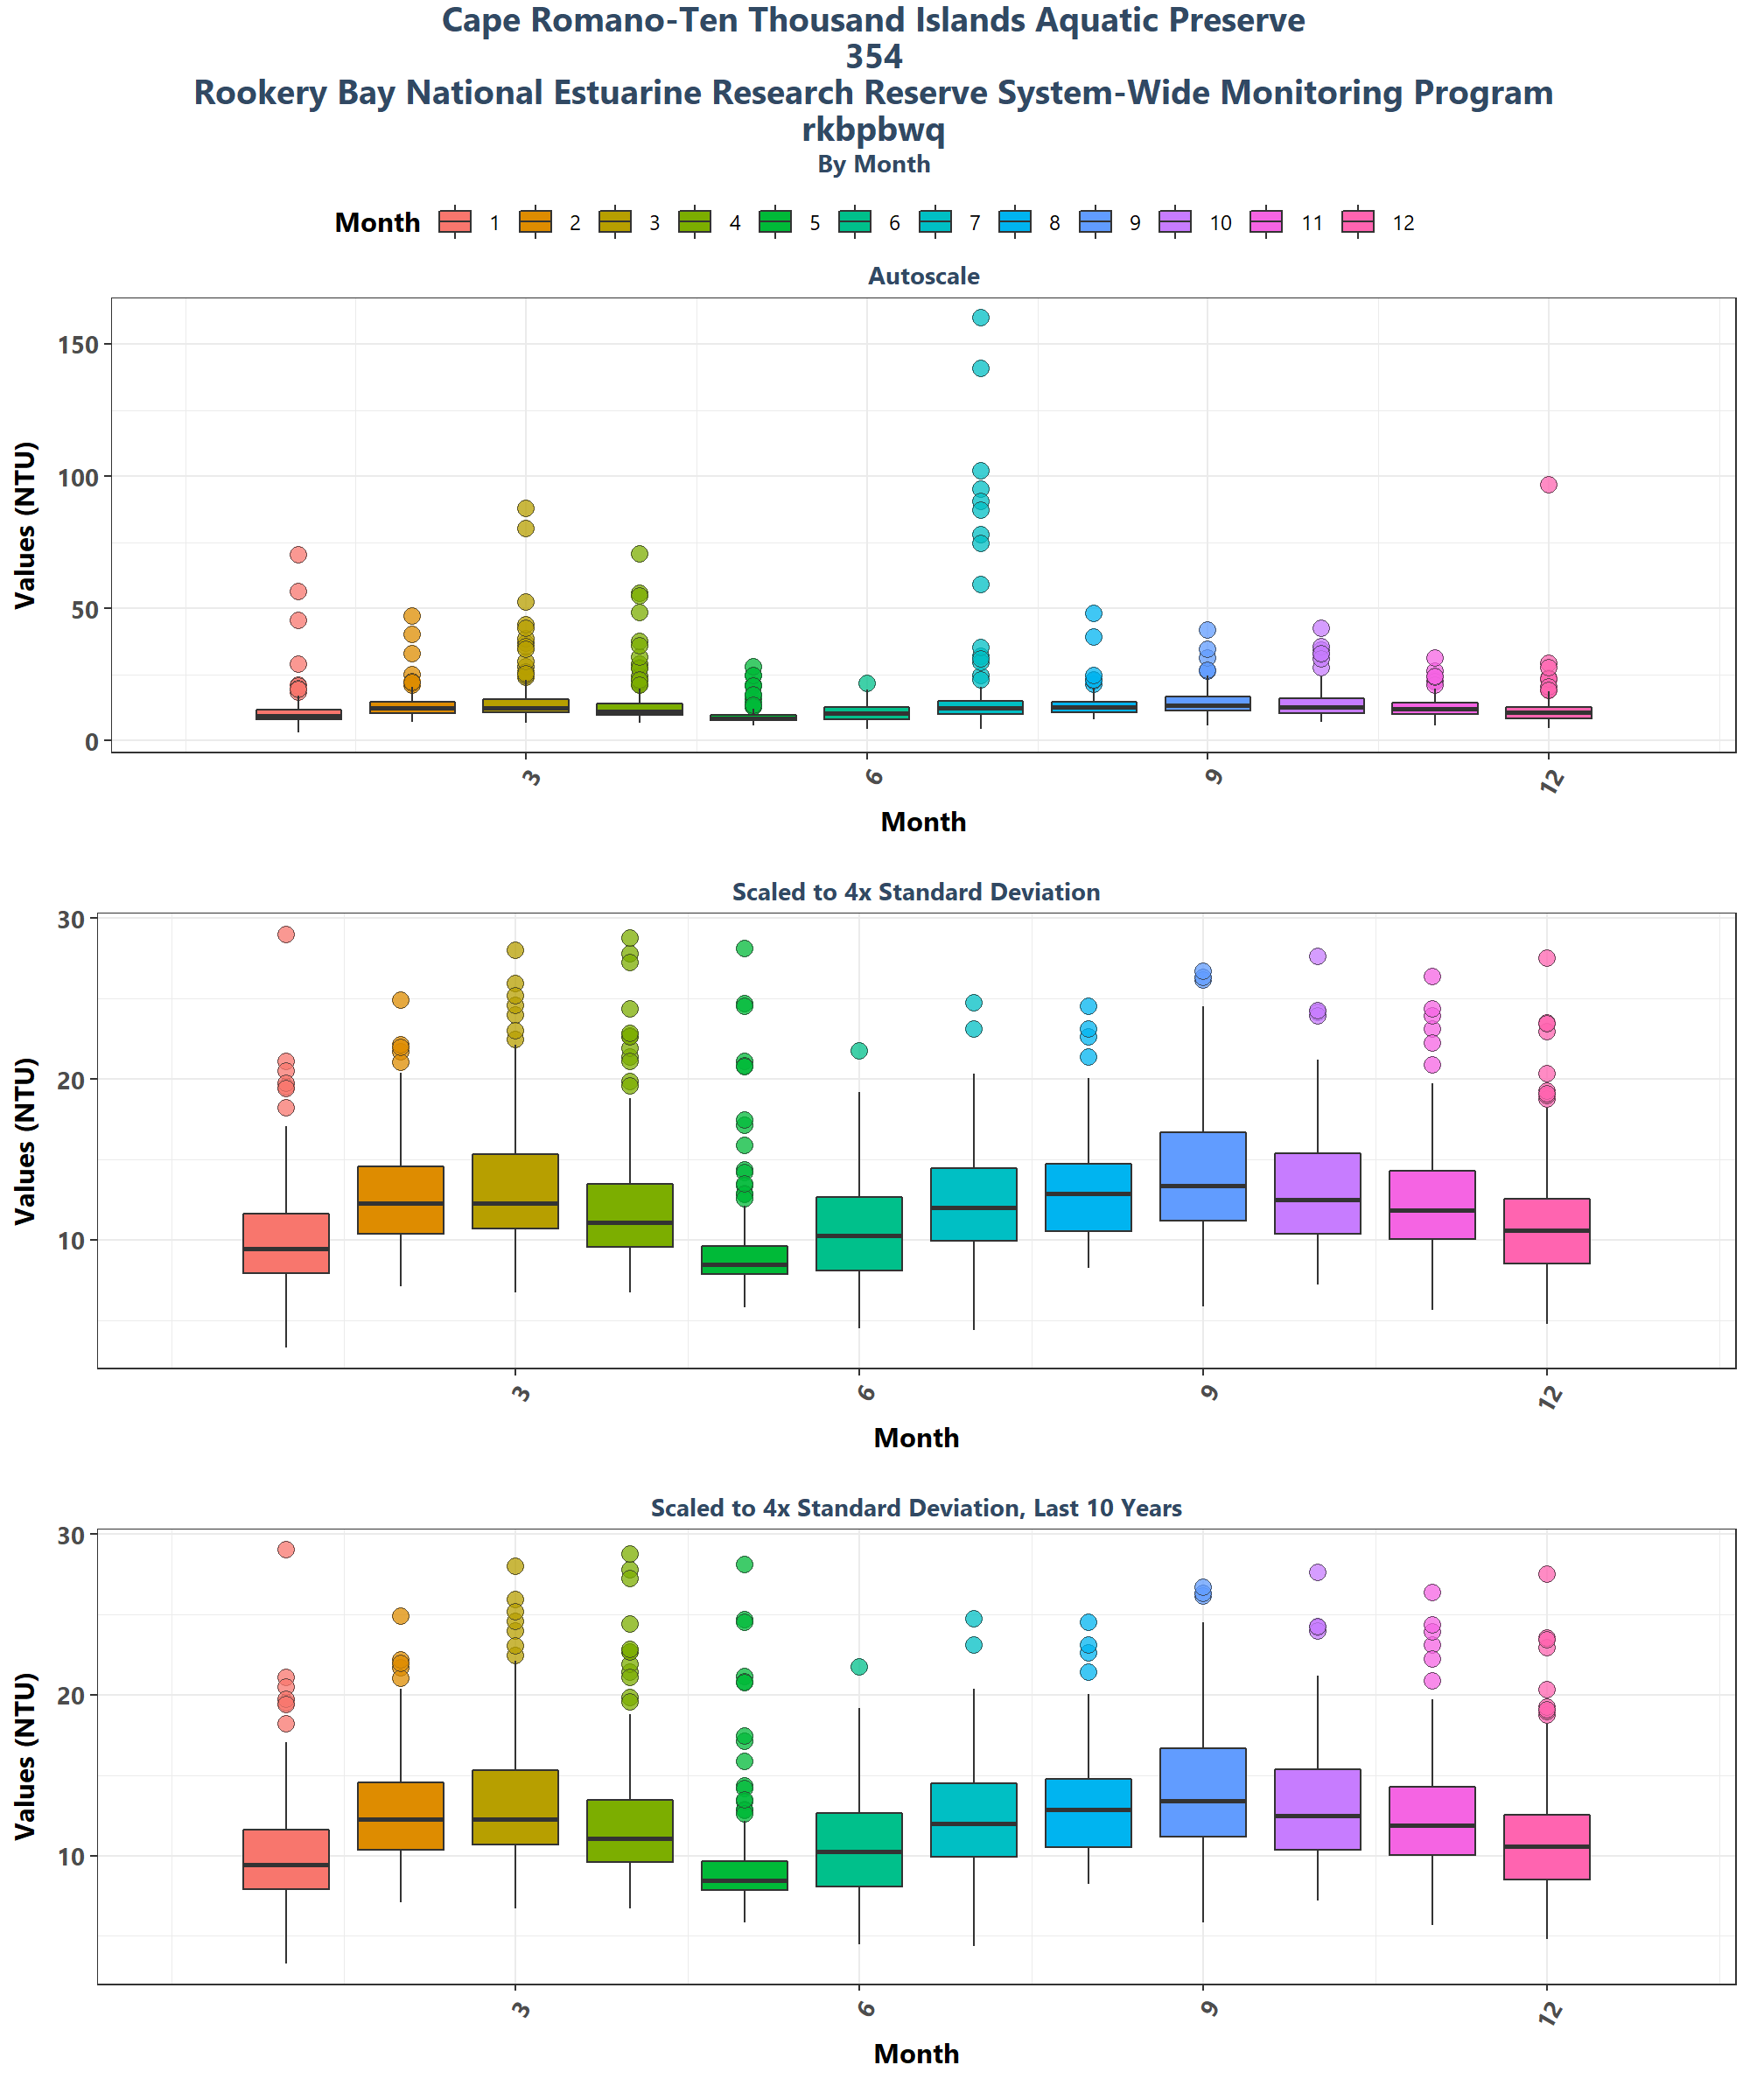 Cape Romano-Ten Thousand Islands Aquatic Preserve
354
Rookery Bay National Estuarine Research Reserve System-Wide Monitoring Program
rkbpbwq
By Month
Month 1 2 3 4 5 6 7 8 9 10 11 12
Autoscale
Values (NTU)
150
100
50
0
3 6 9 12
Month
Scaled to 4x Standard Deviation
Values (NTU)
30
20
10
3 6 9 12
Month
Scaled to 4x Standard Deviation, Last 10 Years
Values (NTU)
30
20
10
3 6 9 12
Month